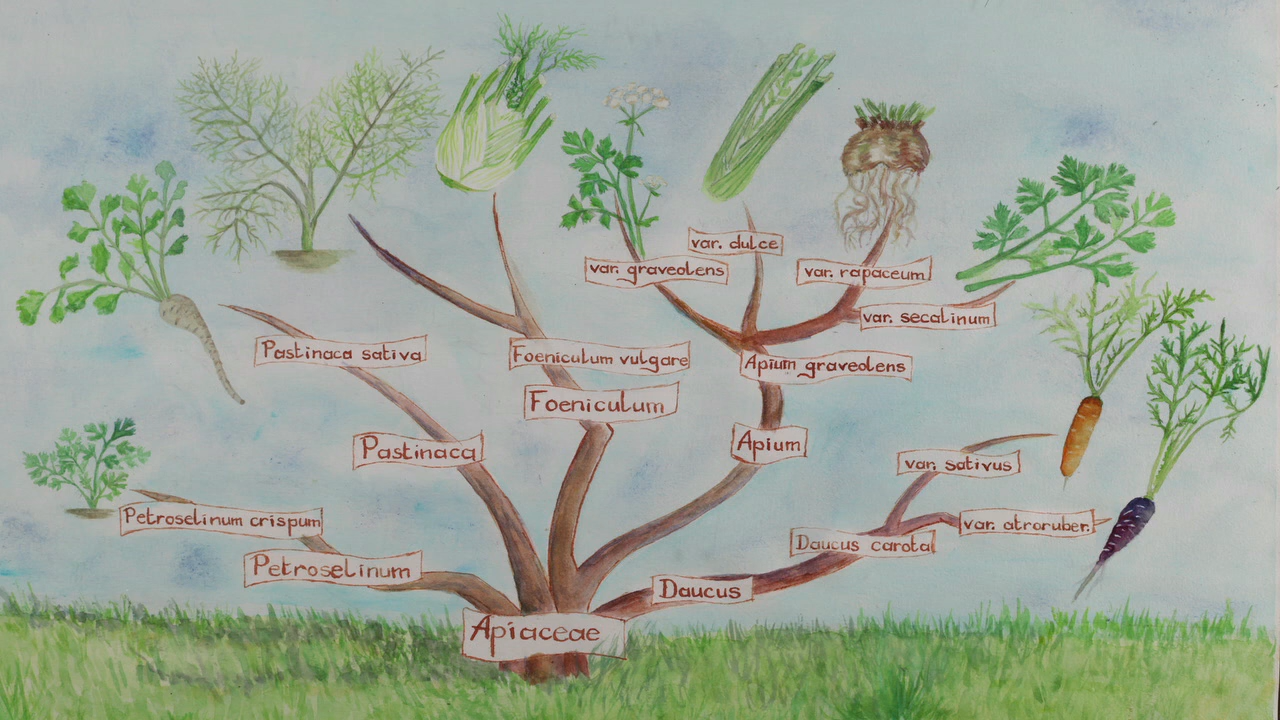 var. dulce
var. graveolens
var. rapaceum
var. secalinum
Pastinaca sativa
Foeniculum vulgare
Apium graveolens
Foeniculum
Pastinaca
Apium
var. sativus
Petroselinum crispum
var. atroruber.
Daucus carota
Petroselinum
Daucus
Apiaceae